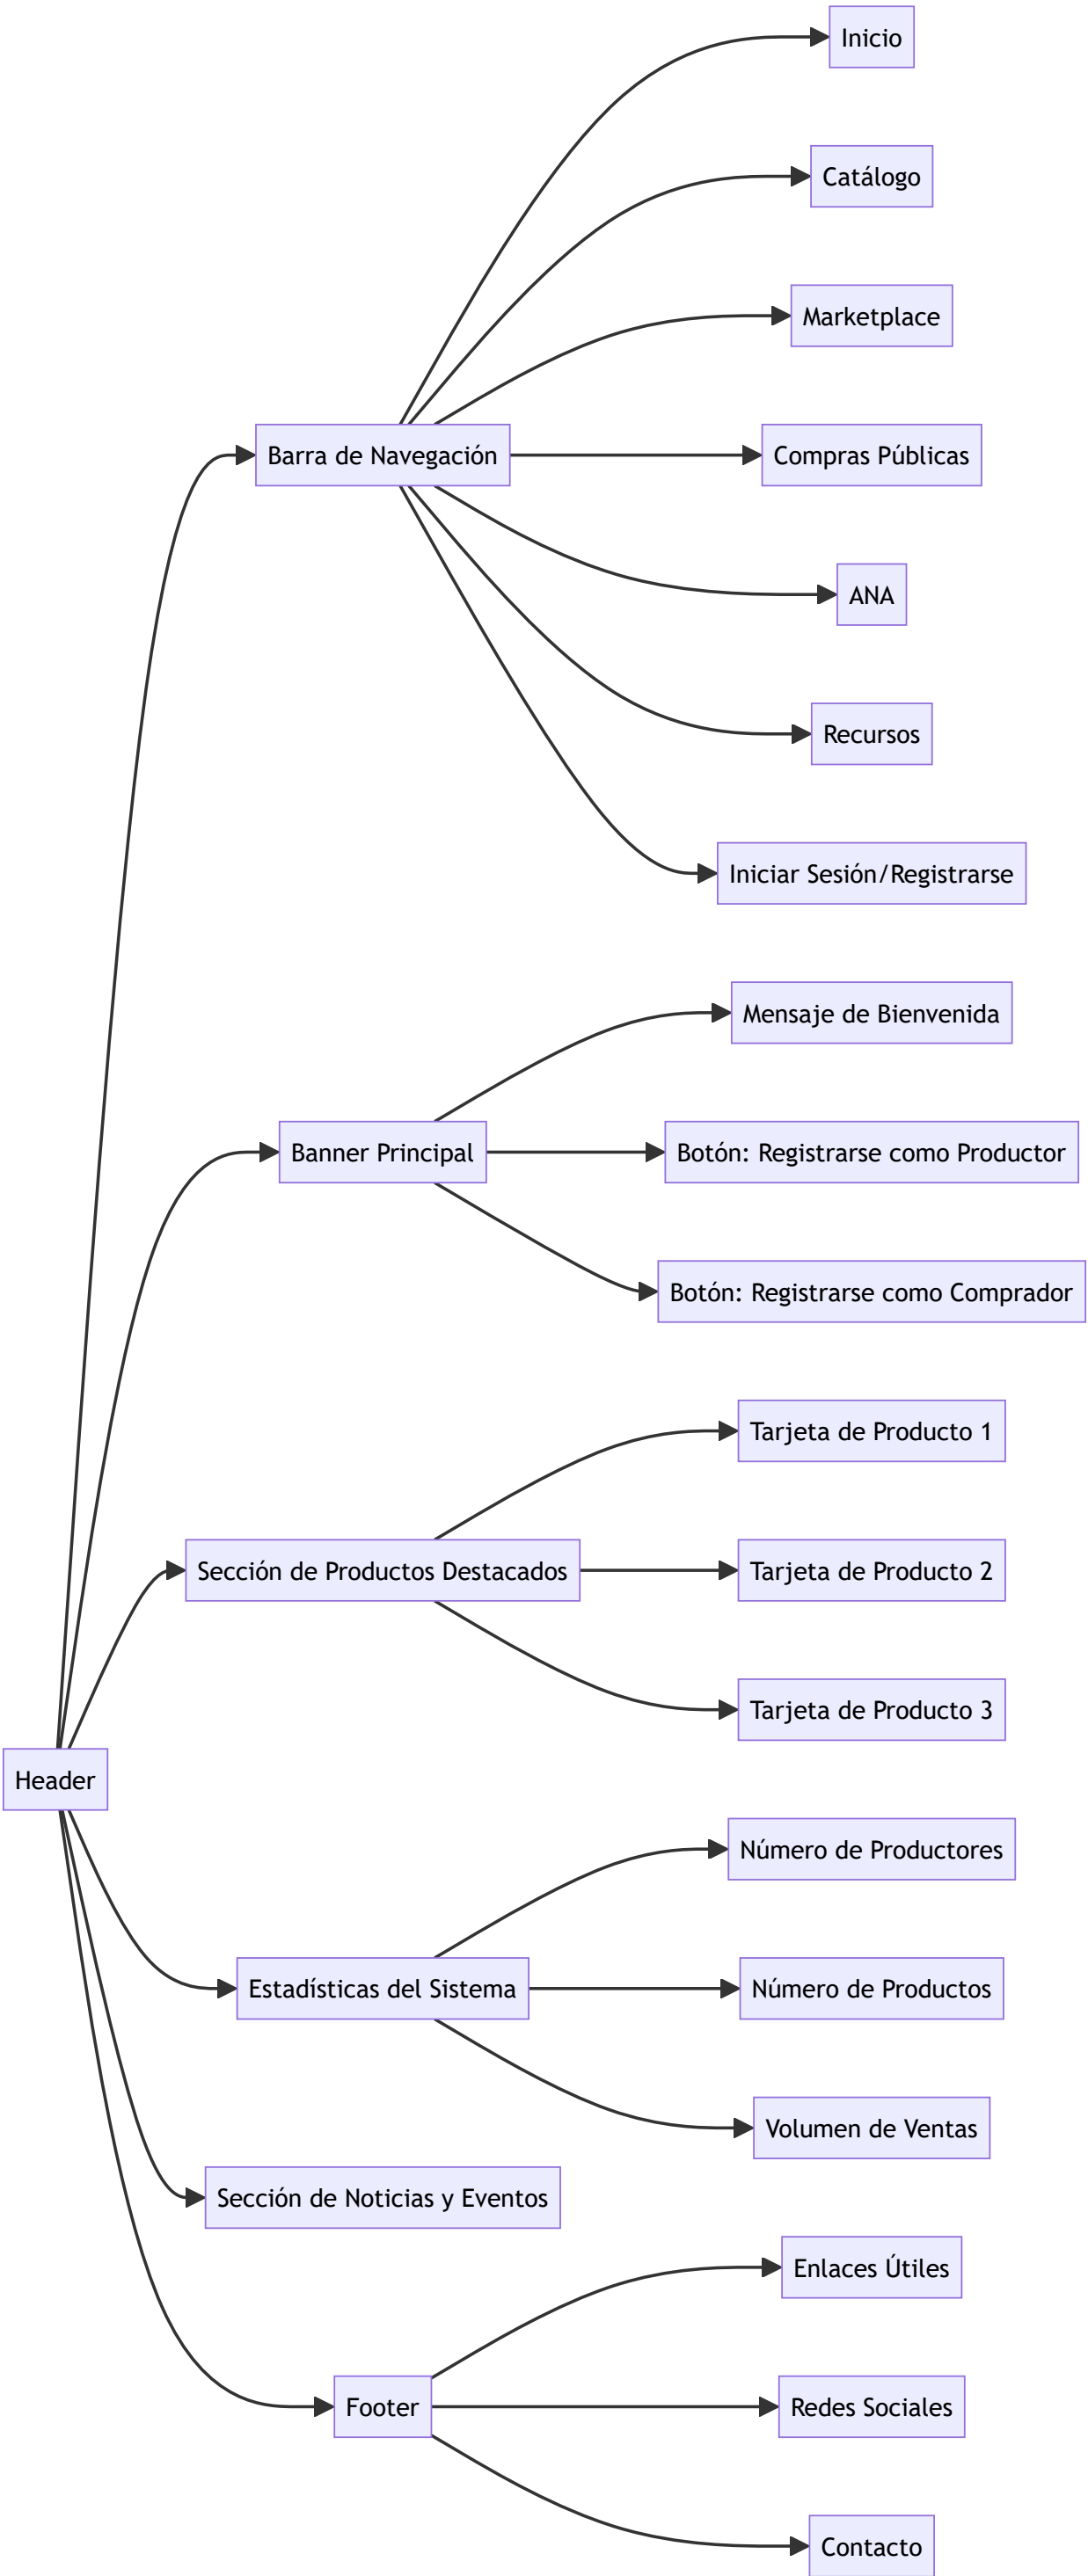 Inicio
Catálogo
Marketplace
Barra de Navegación
Compras Públicas
ANA
Recursos
Iniciar Sesión/Registrarse
Mensaje de Bienvenida
Banner Principal
Botón: Registrarse como Productor
Botón: Registrarse como Comprador
Tarjeta de Producto 1
Sección de Productos Destacados
Tarjeta de Producto 2
Tarjeta de Producto 3
Header
Número de Productores
Estadísticas del Sistema
Número de Productos
Volumen de Ventas
Sección de Noticias y Eventos
Enlaces Útiles
Footer
Redes Sociales
Contacto